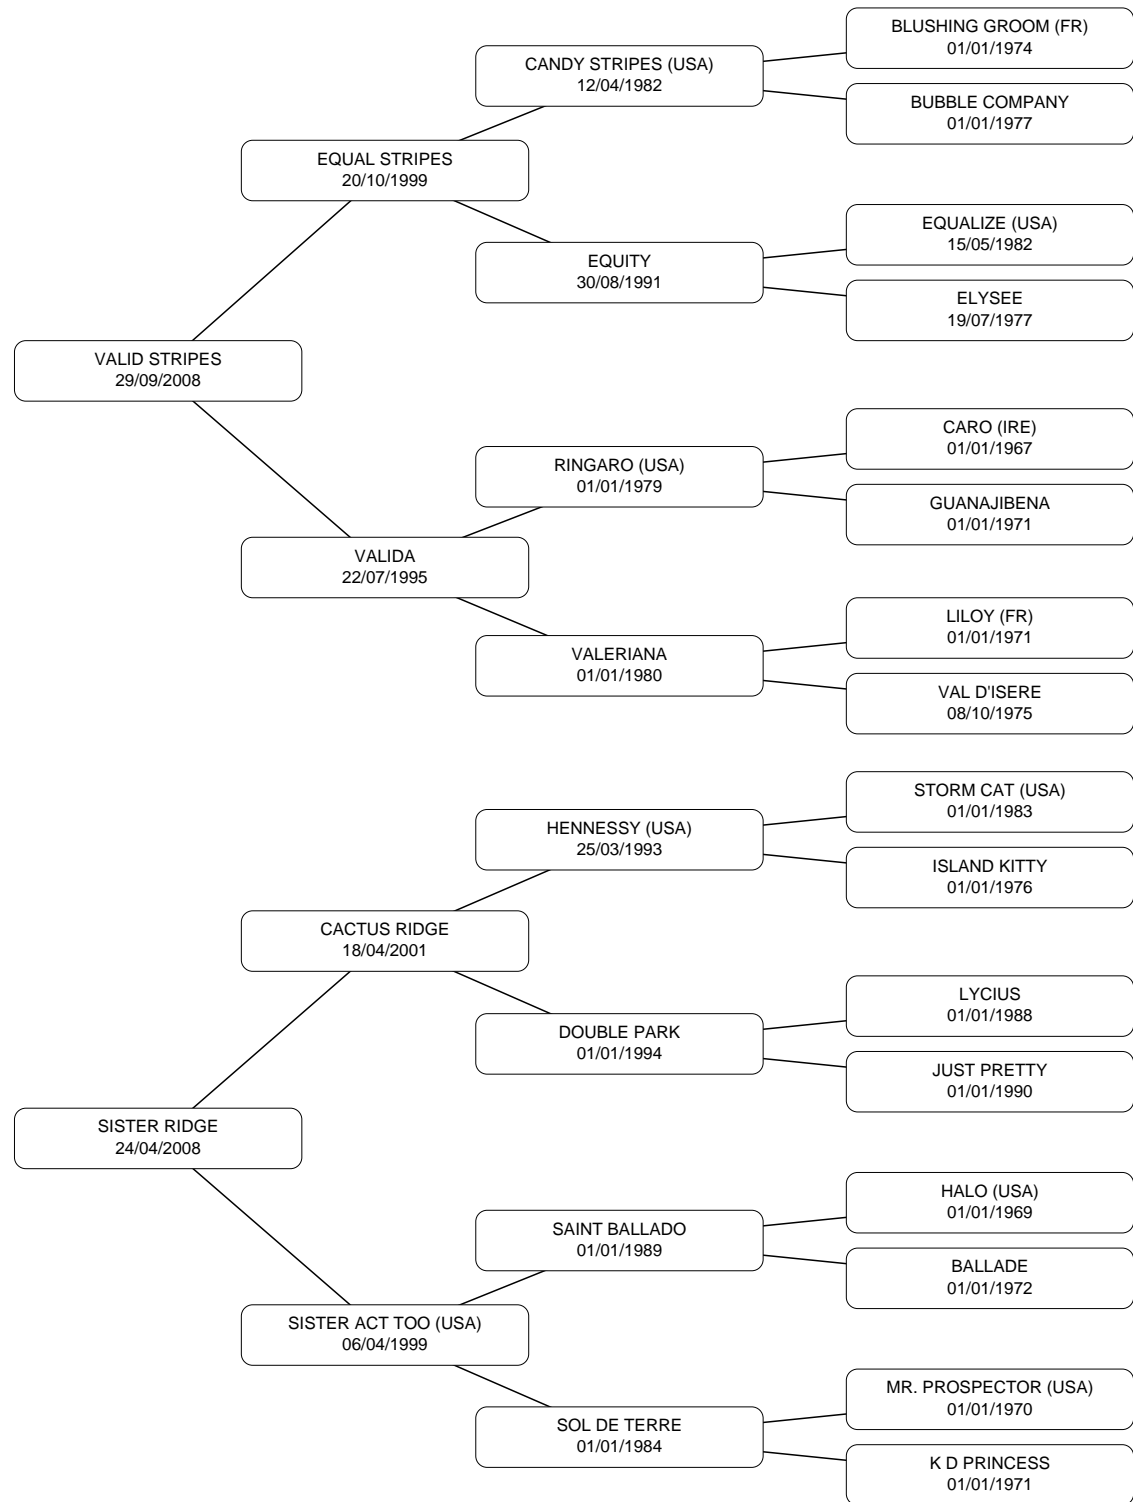 BLUSHING GROOM (FR)
01/01/1974
CANDY STRIPES (USA)
12/04/1982
BUBBLE COMPANY
01/01/1977
EQUAL STRIPES
20/10/1999
EQUALIZE (USA)
15/05/1982
EQUITY
30/08/1991
ELYSEE
19/07/1977
VALID STRIPES
29/09/2008
CARO (IRE)
01/01/1967
RINGARO (USA)
01/01/1979
GUANAJIBENA
01/01/1971
VALIDA
22/07/1995
LILOY (FR)
01/01/1971
VALERIANA
01/01/1980
VAL D'ISERE
08/10/1975
STORM CAT (USA)
01/01/1983
HENNESSY (USA)
25/03/1993
ISLAND KITTY
01/01/1976
CACTUS RIDGE
18/04/2001
LYCIUS
01/01/1988
DOUBLE PARK
01/01/1994
JUST PRETTY
01/01/1990
SISTER RIDGE
24/04/2008
HALO (USA)
01/01/1969
SAINT BALLADO
01/01/1989
BALLADE
01/01/1972
SISTER ACT TOO (USA)
06/04/1999
MR. PROSPECTOR (USA)
01/01/1970
SOL DE TERRE
01/01/1984
K D PRINCESS
01/01/1971